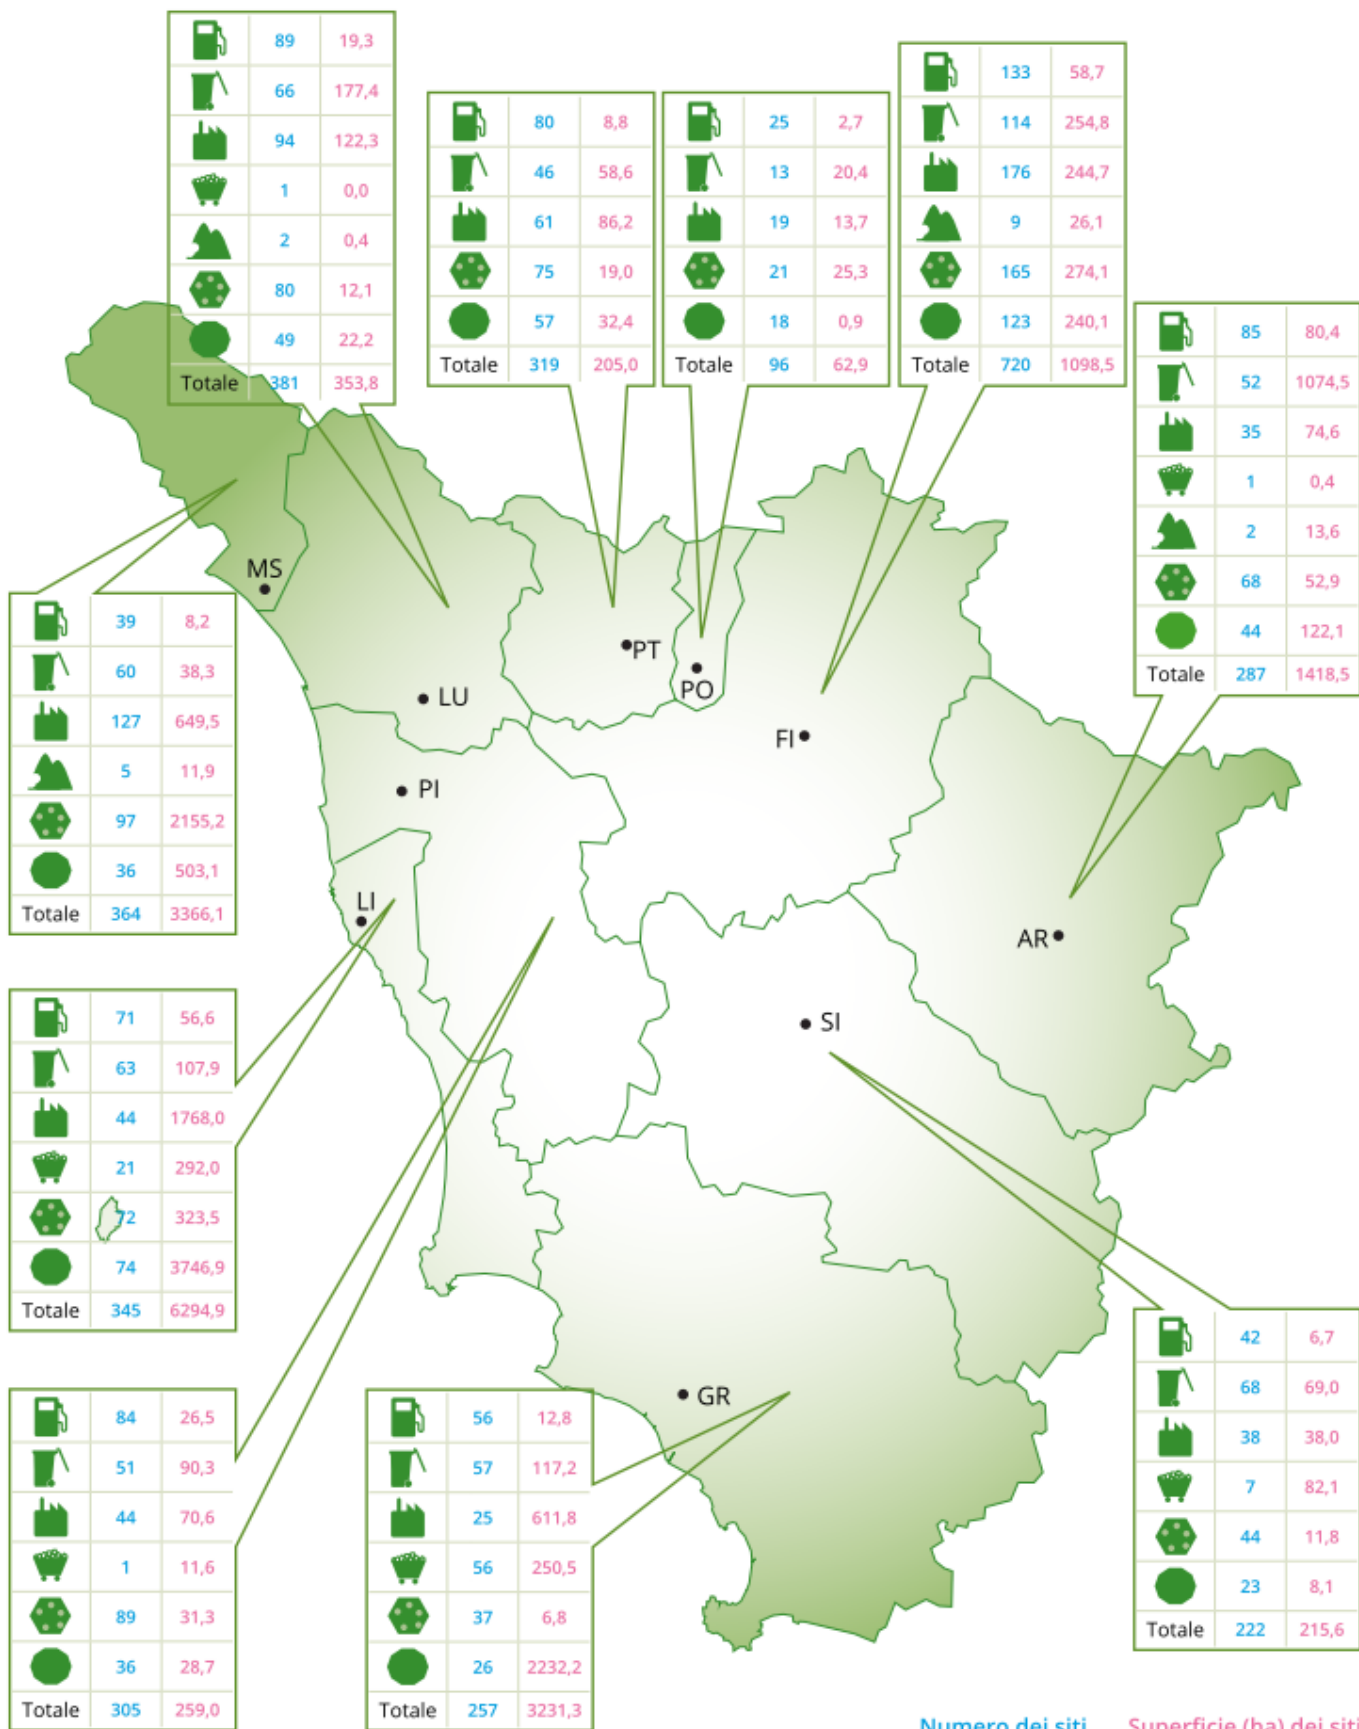 89 19,3
66 177,4
94 122,3
1 0,0
2 0,4
80 12,1
49 22,2
Totale 381 353,8
80 8,8
46 58,6
61 86,2
75 19,0
57 32,4
Totale 319 205,0
25 2,7
13 20,4
19 13,7
21 25,3
18 0,9
Totale 96 62,9
133 58,7
114 254,8
176 244,7
9 26,1
165 274,1
123 240,1
Totale 720 1098,5
85 80,4
52 1074,5
35 74,6
1 0,4
2 13,6
68 52,9
44 122,1
Totale 287 1418,5
MS
LU
PT
PO
FI
PI
LI
AR
SI
GR
39 8,2
60 38,3
127 649,5
5 11,9
97 2155,2
36 503,1
Totale 364 3366,1
71 56,6
63 107,9
44 1768,0
21 292,0
72 323,5
74 3746,9
Totale 345 6294,9
84 26,5
51 90,3
44 70,6
1 11,6
89 31,3
36 28,7
Totale 305 259,0
56 12,8
57 117,2
25 611,8
56 250,5
37 6,8
26 2232,2
Totale 257 3231,3
42 6,7
68 69,0
38 38,0
7 82,1
44 11,8
23 8,1
Totale 222 215,6
Numero dei siti Superficie (ha) dei siti